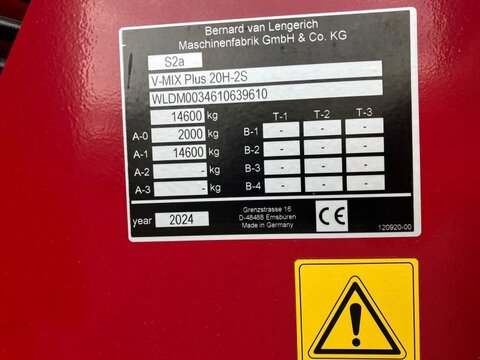 Bernard van Lengerich
Maschinenfabrik GmbH & Co. KG
S2a
V-MIX Plus 20H-2S
WLDM0034610639610
14600 kg T-1 T-2 T-3
A-0 2000 kg B-1 - - -
A-1 14600 kg B-2 - - -
A-2 - kg B-3 - - -
A-3 - kg B-4 - - -
year 2024
Grenzstrasse 16
D-48488 Emsbüren
Made in Germany
CE
120920-00